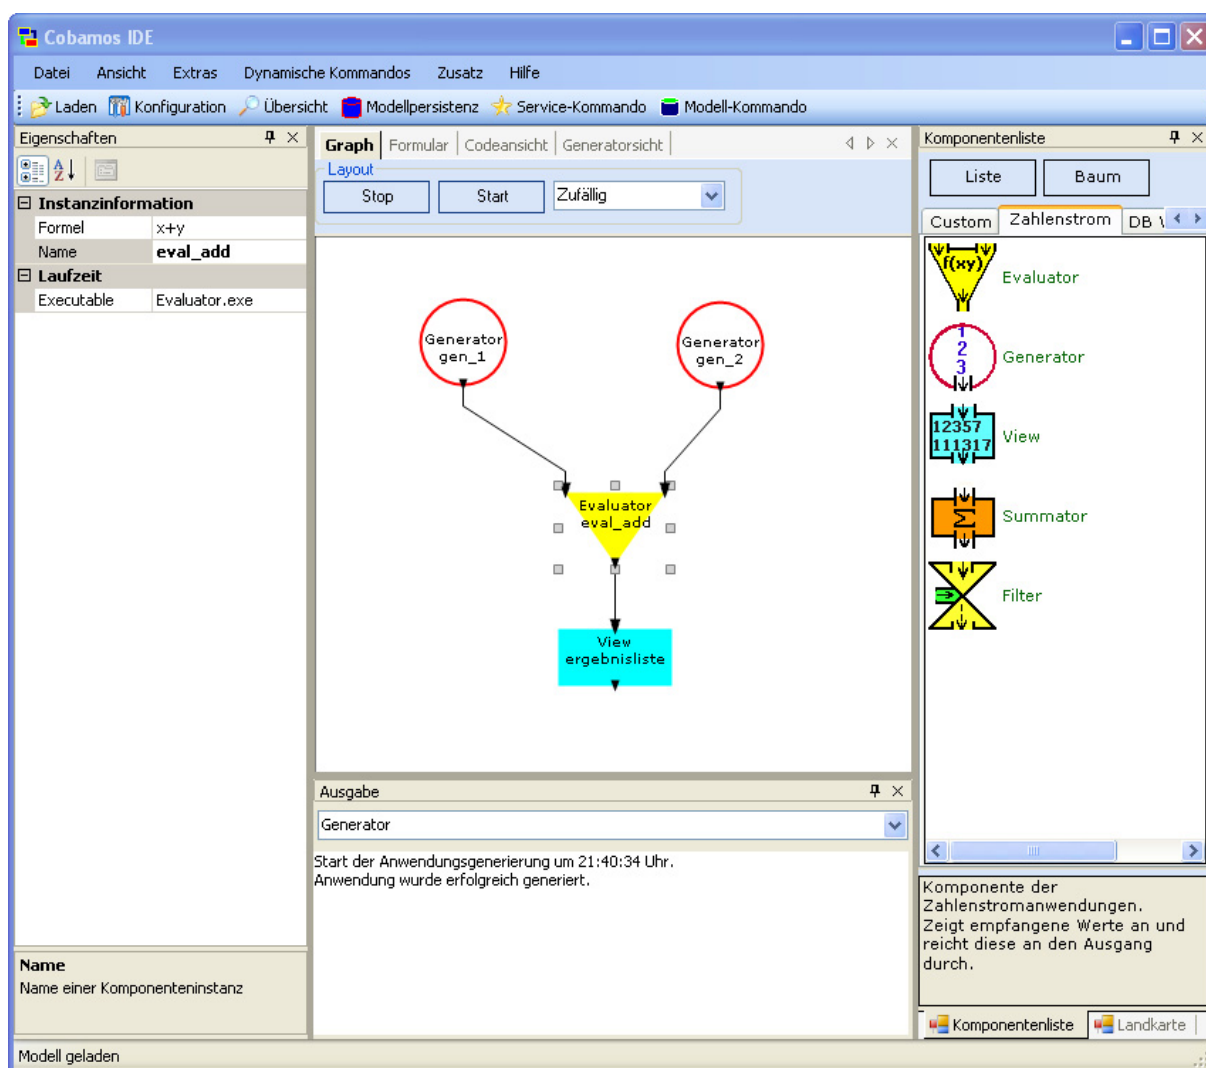 Cobamos IDE
Datei Ansicht Extras Dynamische Kommandos Zusatz Hilfe
Laden Konfiguration Übersicht Modellpersistenz Service-Kommando Modell-Kommando
Eigenschaften
Instanzinformation
Formel x+y
Name eval_add
Laufzeit
Executable Evaluator.exe
Name
Name einer Komponenteninstanz
Graph Formular Codeansicht Generatorsicht
Layout
Stop Start Zufällig
Generator
gen_1
Generator
gen_2
Evaluator
eval_add
View
ergebnisliste
Ausgabe
Generator
Start der Anwendungsgenerierung um 21:40:34 Uhr.
Anwendung wurde erfolgreich generiert.
Komponentenliste
Liste Baum
Custom Zahlenstrom DB
f(xy)
Evaluator
1
2
3
Generator
12357
111317
View
Σ
Summator
Filter
Komponente der
Zahlenstromanwendungen.
Zeigt empfangene Werte an und
reicht diese an den Ausgang
durch.
Komponentenliste Landkarte
Modell geladen